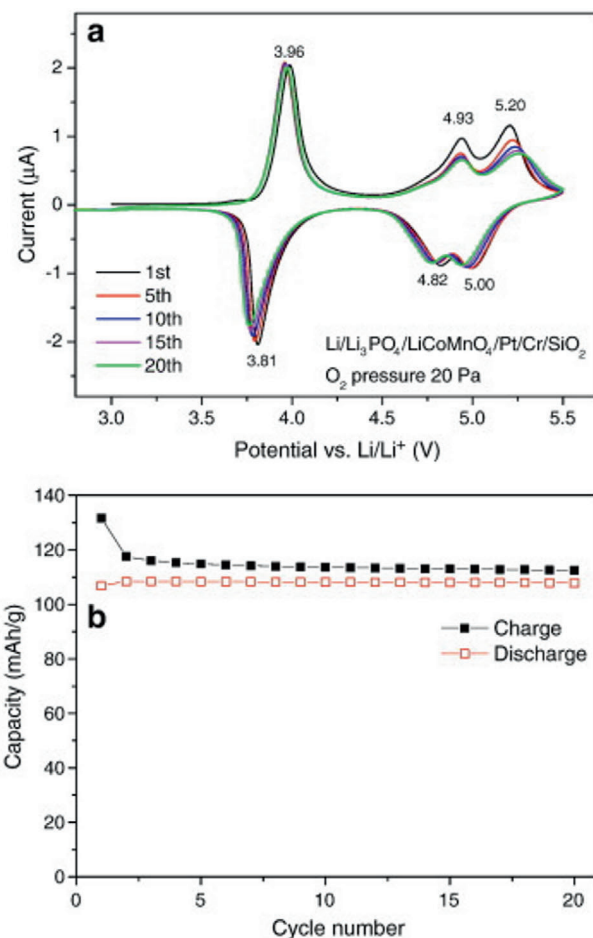 a
3.96
4.93
5.20
2
1
0
-1
-2
Current (µA)
1st
5th
10th
15th
20th
3.81
4.82
5.00
Li/Li₃PO₄/LiCoMnO₄/Pt/Cr/SiO₂
O₂ pressure 20 Pa
3.0 3.5 4.0 4.5 5.0 5.5
Potential vs. Li/Li⁺ (V)
140
120
100
80
60
40
20
0
Capacity (mAh/g)
b
Charge
Discharge
0 5 10 15 20
Cycle number